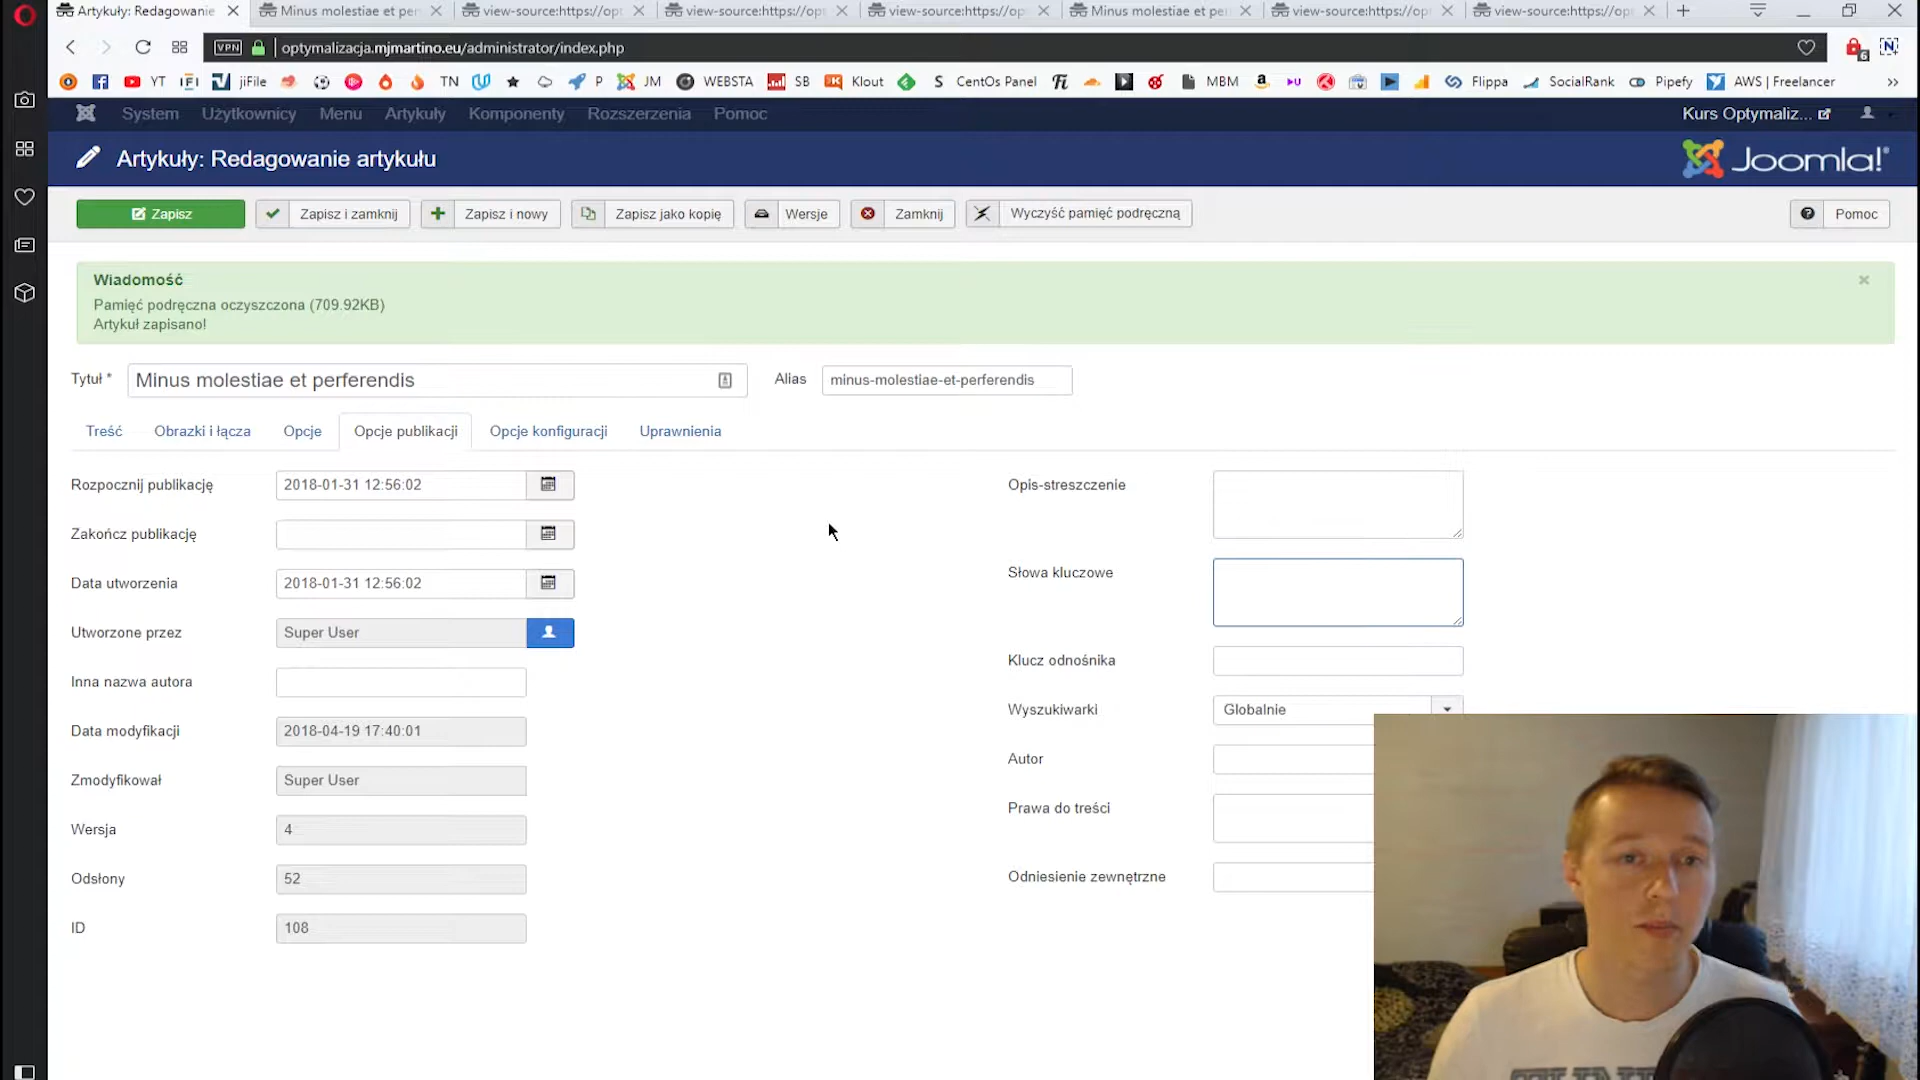 Artykuły: Redagowanie
Minus molestiae et per
view-source:https://opt
view-source:https://opt
view-source:https://op
Minus molestiae et pe
view-source:https://op
view-source:https://op
VPN
optymalizacja.mjmartino.eu/administrator/index.php
YT
jiFile
TN
P
JM
WEBSTA
SB
Klout
S
CentOs Panel
MBM
Flippa
SocialRank
Pipefy
AWS | Freelancer
System
Użytkownicy
Menu
Artykuły
Komponenty
Rozszerzenia
Pomoc
Kurs Optymaliz...
Artykuły: Redagowanie artykułu
Joomla!
Zapisz
Zapisz i zamknij
Zapisz i nowy
Zapisz jako kopię
Wersje
Zamknij
Wyczyść pamięć podręczną
Pomoc
Wiadomość
Pamięć podręczna oczyszczona (709.92KB)
Artykuł zapisano!
Tytuł *
Minus molestiae et perferendis
Alias
minus-molestiae-et-perferendis
Treść
Obrazki i łącza
Opcje
Opcje publikacji
Opcje konfiguracji
Uprawnienia
Rozpocznij publikację
2018-01-31 12:56:02
Zakończ publikację
Data utworzenia
2018-01-31 12:56:02
Utworzone przez
Super User
Inna nazwa autora
Data modyfikacji
2018-04-19 17:40:01
Zmodyfikował
Super User
Wersja
4
Odsłony
52
ID
108
Opis-streszczenie
Słowa kluczowe
Klucz odnośnika
Wyszukiwarki
Globalnie
Autor
Prawa do treści
Odniesienie zewnętrzne